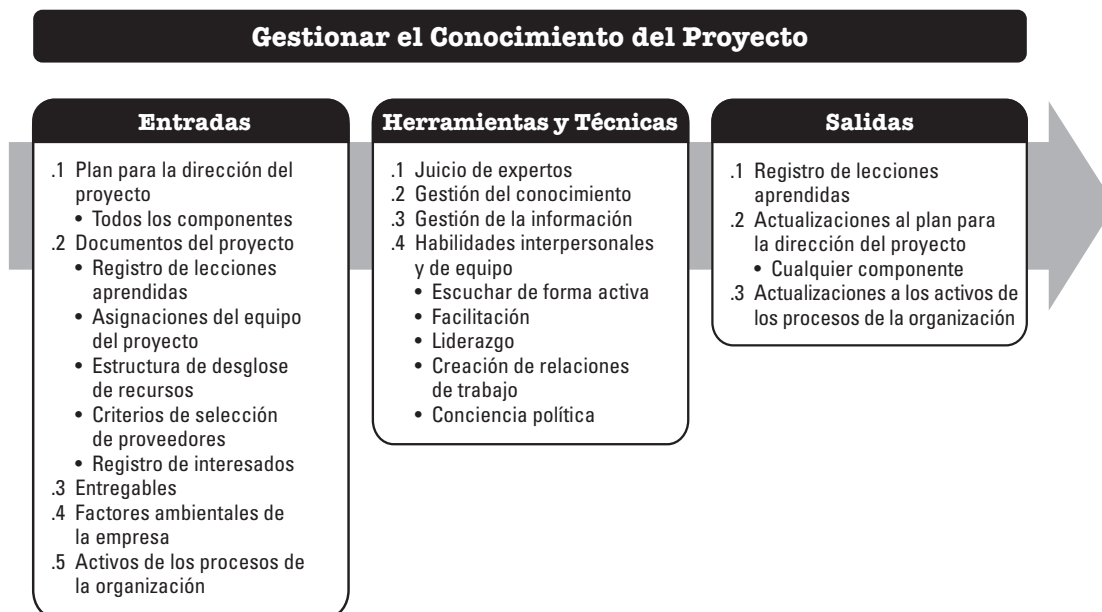 Gestionar el Conocimiento del Proyecto
Entradas
.1 Plan para la dirección del
proyecto
• Todos los componentes
.2 Documentos del proyecto
• Registro de lecciones
aprendidas
• Asignaciones del equipo
del proyecto
• Estructura de desglose
de recursos
• Criterios de selección
de proveedores
• Registro de interesados
.3 Entregables
.4 Factores ambientales de
la empresa
.5 Activos de los procesos de
la organización
Herramientas y Técnicas
.1 Juicio de expertos
.2 Gestión del conocimiento
.3 Gestión de la información
.4 Habilidades interpersonales
y de equipo
• Escuchar de forma activa
• Facilitación
• Liderazgo
• Creación de relaciones
de trabajo
• Conciencia política
Salidas
.1 Registro de lecciones
aprendidas
.2 Actualizaciones al plan para
la dirección del proyecto
• Cualquier componente
.3 Actualizaciones a los activos de
los procesos de la organización